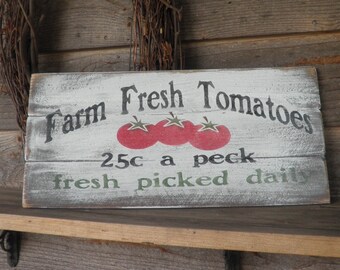 Farm Fresh Tomatoes
25c a peck
fresh picked daily